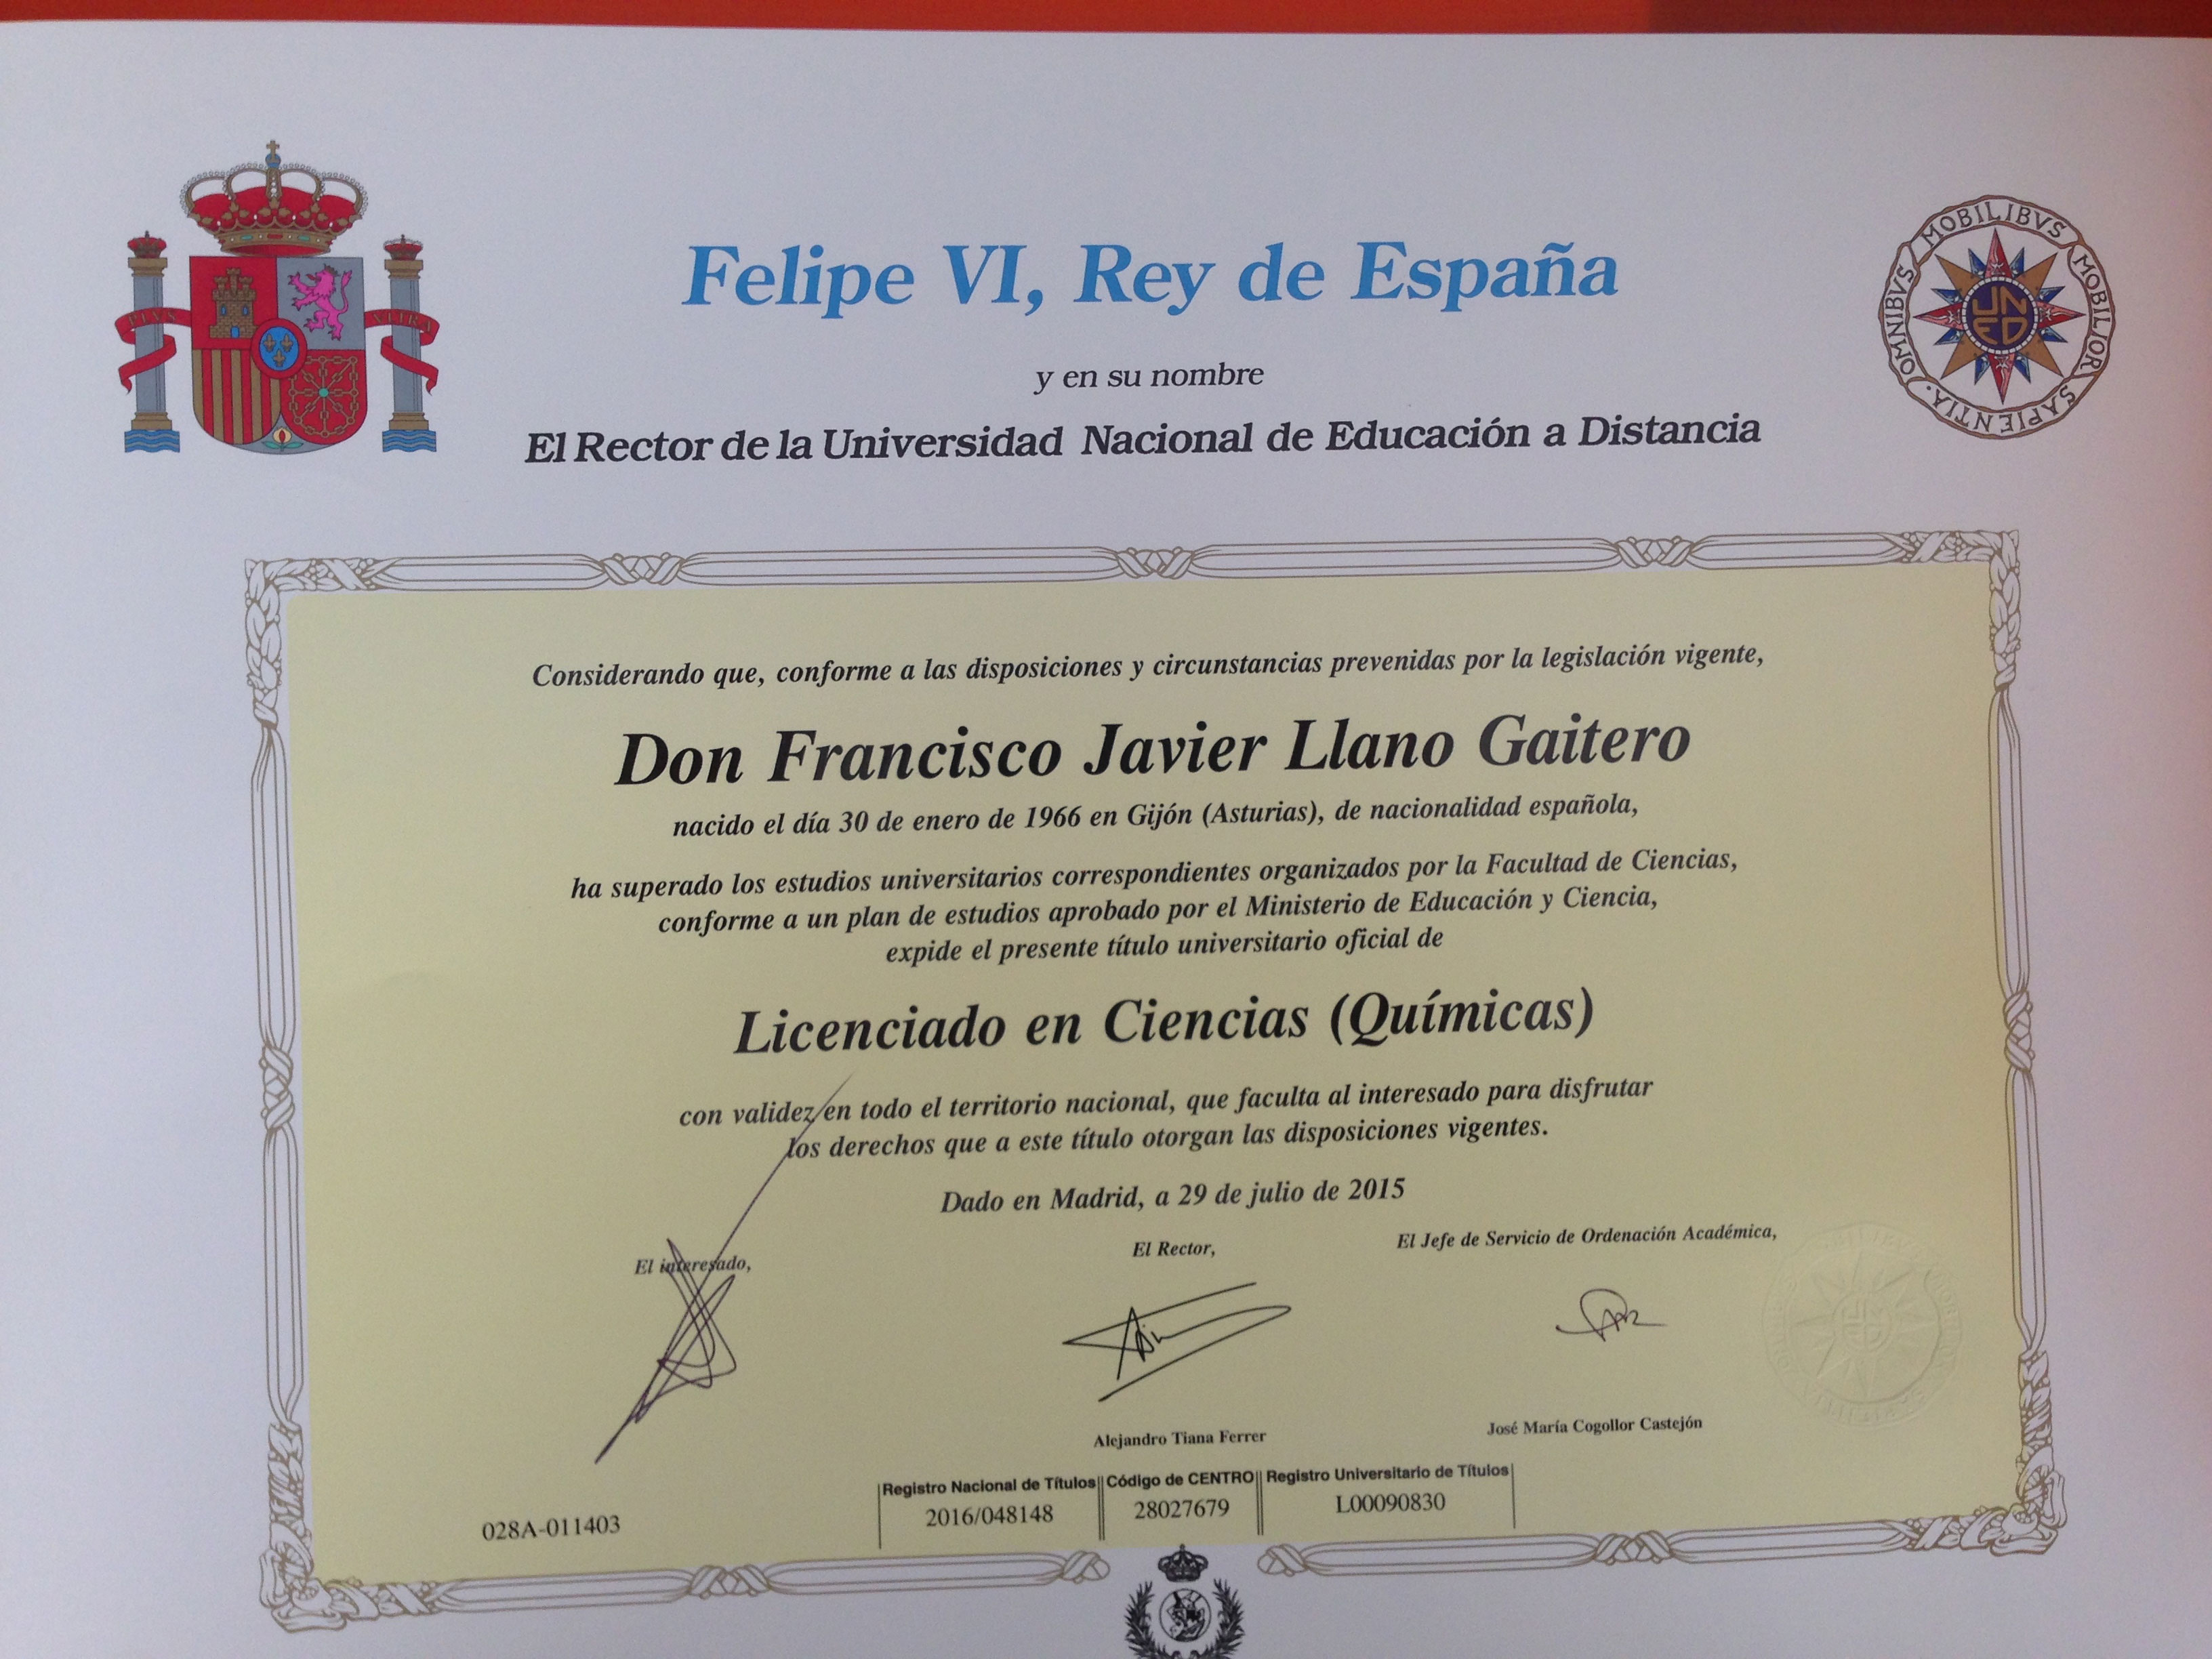 Felipe VI, Rey de España
y en su nombre
El Rector de la Universidad Nacional de Educación a Distancia
PLVS VLTRA
OMNIBVS MOBILIBVS MOBILIOR SAPIENTIA.
UNED
Considerando que, conforme a las disposiciones y circunstancias prevenidas por la legislación vigente,
Don Francisco Javier Llano Gaitero
nacido el día 30 de enero de 1966 en Gijón (Asturias), de nacionalidad española,
ha superado los estudios universitarios correspondientes organizados por la Facultad de Ciencias,
conforme a un plan de estudios aprobado por el Ministerio de Educación y Ciencia,
expide el presente título universitario oficial de
Licenciado en Ciencias (Químicas)
con validez en todo el territorio nacional, que faculta al interesado para disfrutar
los derechos que a este título otorgan las disposiciones vigentes.
Dado en Madrid, a 29 de julio de 2015
El interesado,
El Rector,
El Jefe de Servicio de Ordenación Académica,
Alejandro Tiana Ferrer
José María Cogollor Castejón
Registro Nacional de Títulos Código de CENTRO Registro Universitario de Títulos
028A-011403 2016/048148 28027679 L00090830